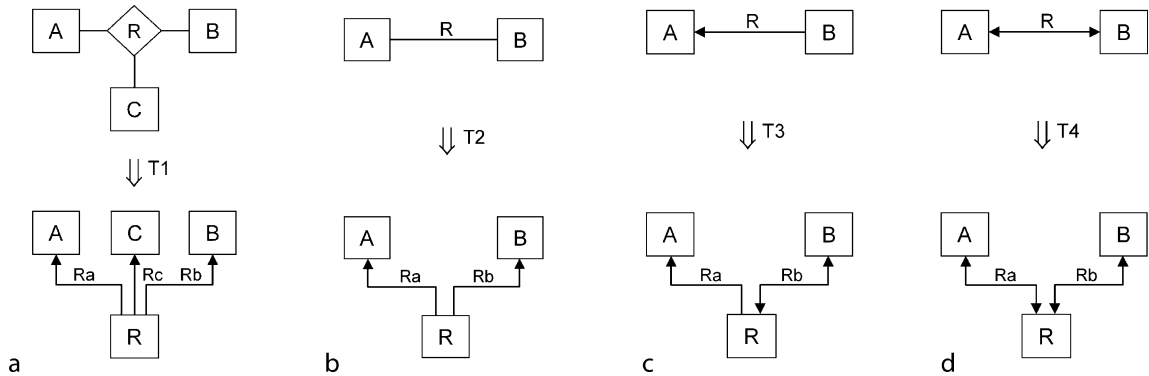 A R B R A R B A R B
A B
C
T1 T2 T3 T4
A C B A B A B A B
Ra Rc Rb Ra Rb Ra Rb Ra Rb
R R R R
a b c d